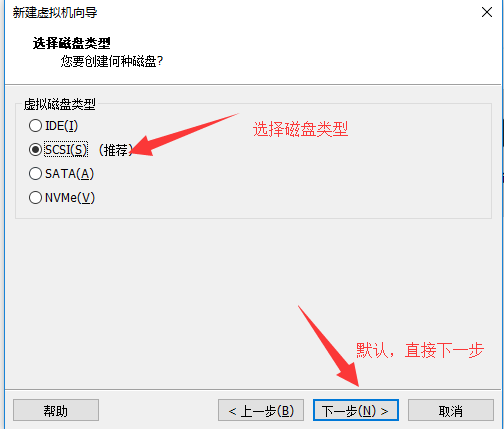 新建虚拟机向导
选择磁盘类型
您要创建何种磁盘?
虚拟磁盘类型
IDE(I)
SCSI(S) (推荐)
选择磁盘类型
SATA(A)
NVMe(V)
默认，直接下一步
帮助
< 上一步(B)
下一步(N) >
取消